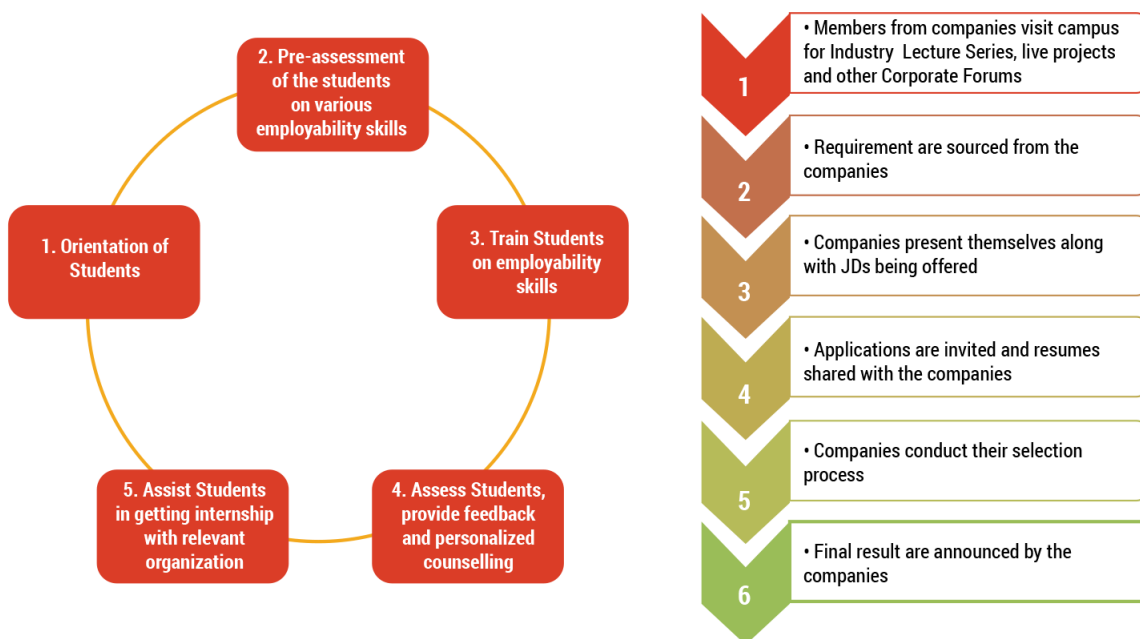 2. Pre-assessment
of the students
on various
employability skills
1. Orientation of
Students
3. Train Students
on employability
skills
5. Assist Students
in getting internship
with relevant
organization
4. Assess Students,
provide feedback
and personalized
counselling
1
• Members from companies visit campus
for Industry Lecture Series, live projects
and other Corporate Forums
2
• Requirement are sourced from the
companies
3
• Companies present themselves along
with JDs being offered
4
• Applications are invited and resumes
shared with the companies
5
• Companies conduct their selection
process
6
• Final result are announced by the
companies